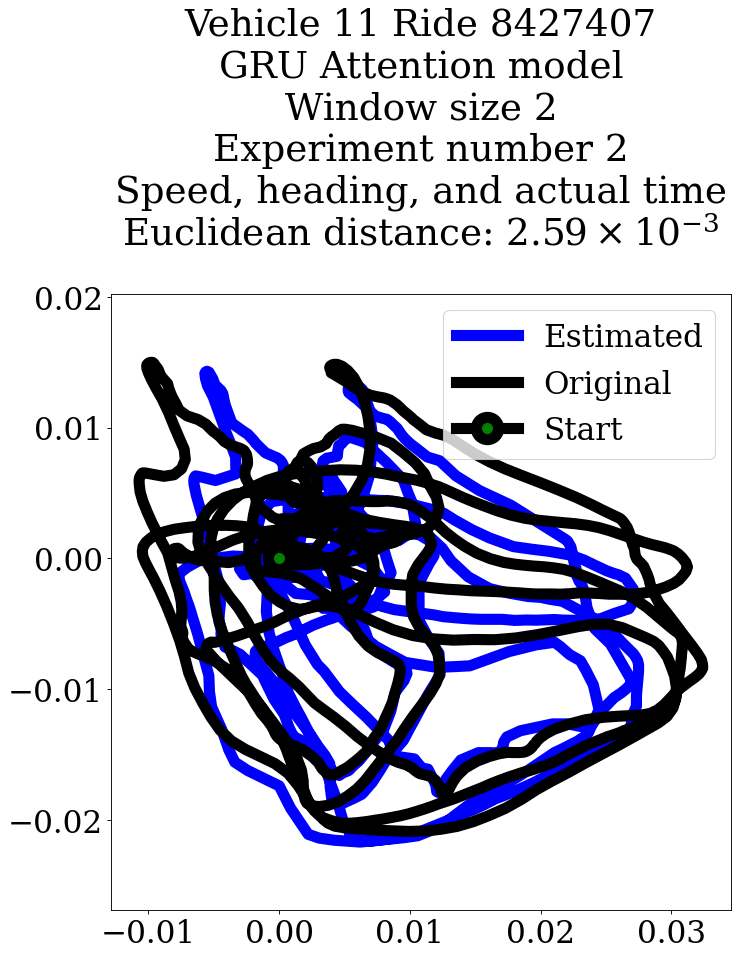 Vehicle 11 Ride 8427407
GRU Attention model
Window size 2
Experiment number 2
Speed, heading, and actual time
Euclidean distance: 2.59 × 10⁻³
0.02
Estimated
Original
Start
0.01
0.00
−0.01
−0.02
−0.01 0.00 0.01 0.02 0.03